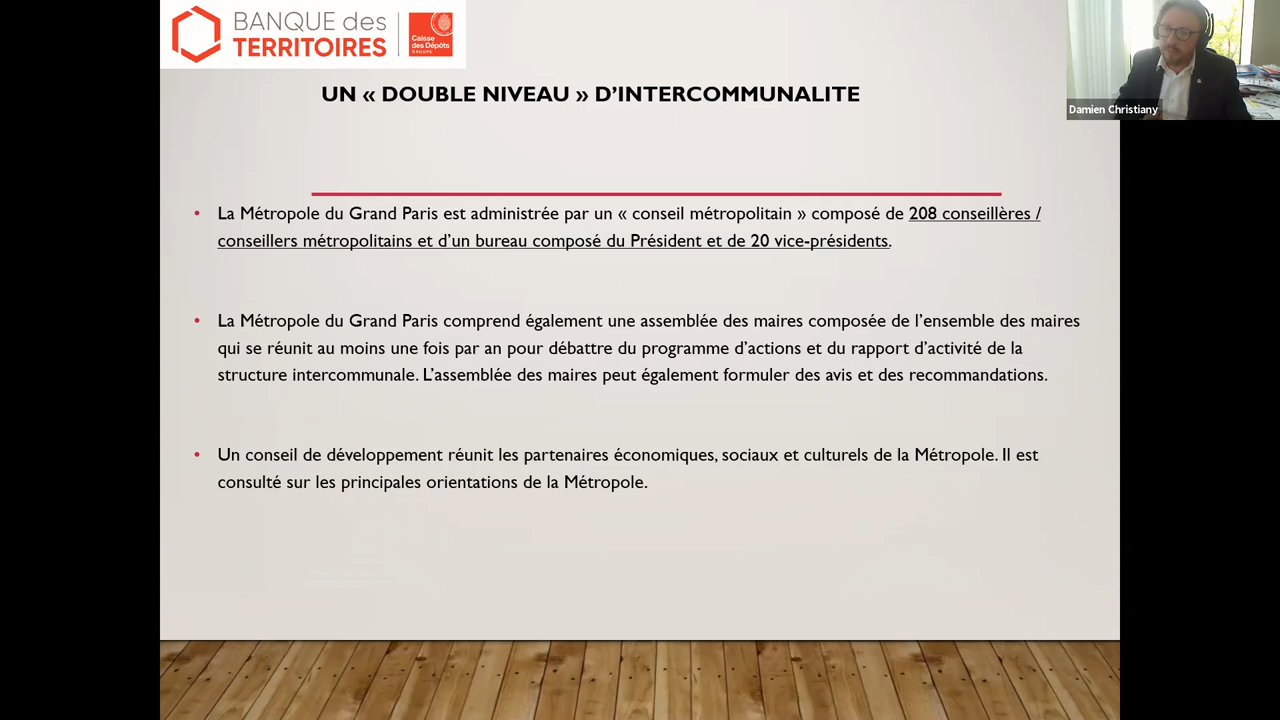 BANQUE des
TERRITOIRES
Caisse
des Dépôts
GROUPE
Damien Christiany
UN « DOUBLE NIVEAU » D’INTERCOMMUNALITE
• La Métropole du Grand Paris est administrée par un « conseil métropolitain » composé de 208 conseillères /
conseillers métropolitains et d’un bureau composé du Président et de 20 vice-présidents.
• La Métropole du Grand Paris comprend également une assemblée des maires composée de l’ensemble des maires
qui se réunit au moins une fois par an pour débattre du programme d’actions et du rapport d’activité de la
structure intercommunale. L’assemblée des maires peut également formuler des avis et des recommandations.
• Un conseil de développement réunit les partenaires économiques, sociaux et culturels de la Métropole. Il est
consulté sur les principales orientations de la Métropole.